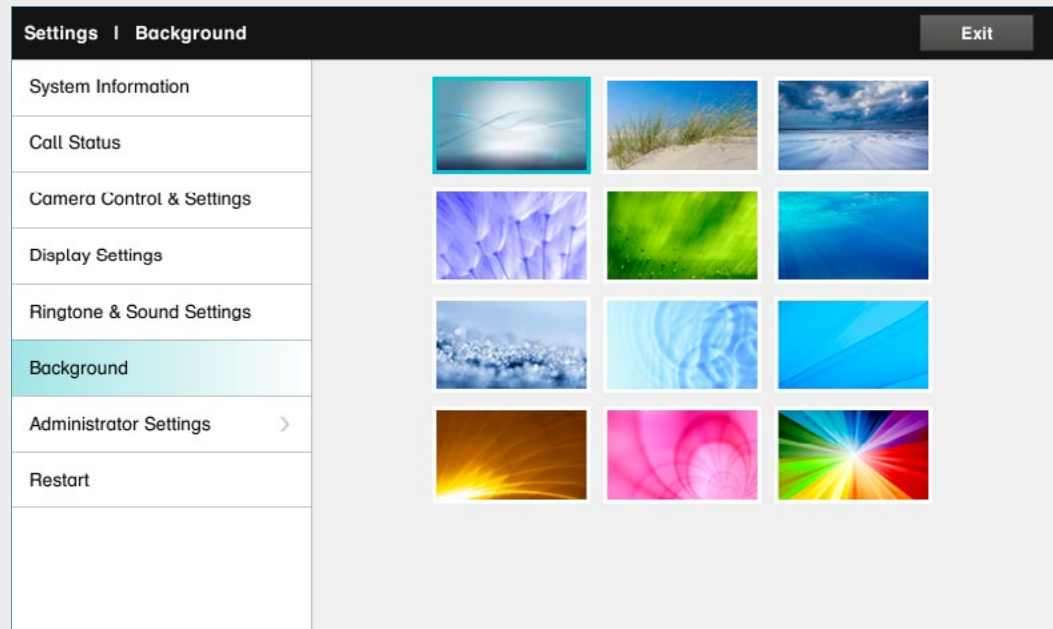 Settings | Background
Exit
System Information
Call Status
Camera Control & Settings
Display Settings
Ringtone & Sound Settings
Background
Administrator Settings
Restart